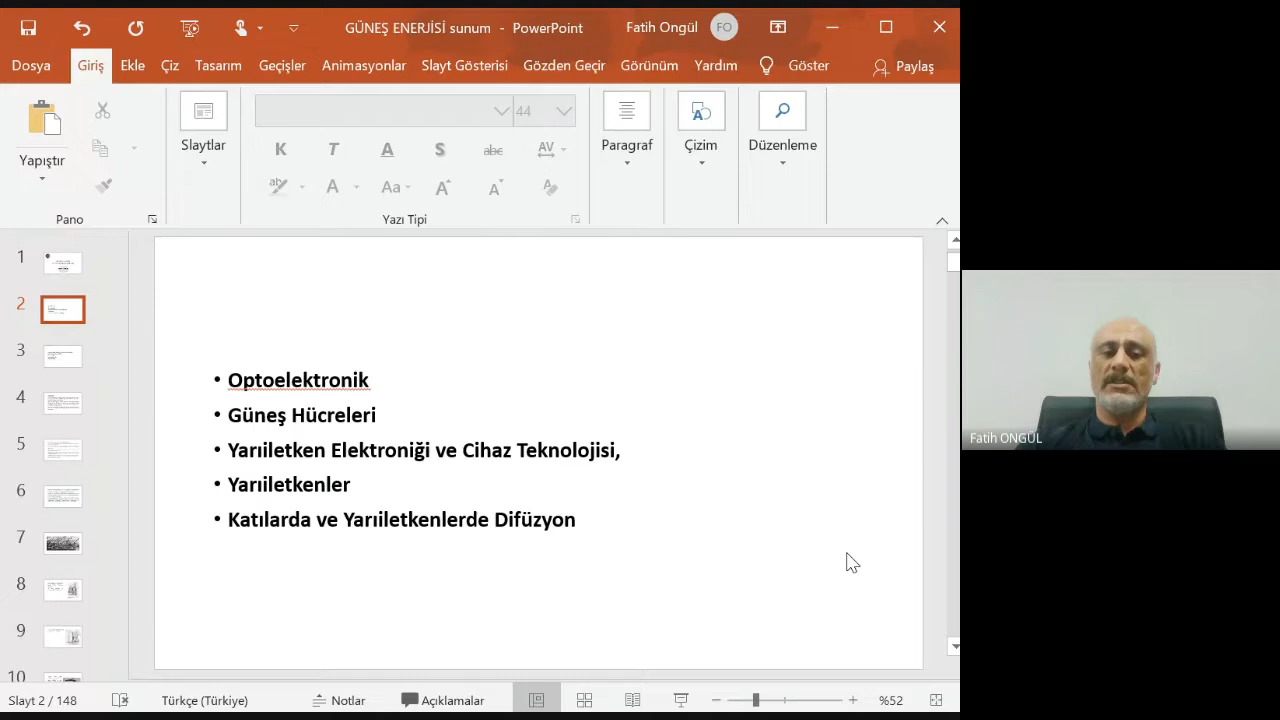 GÜNEŞ ENERJİSİ sunum - PowerPoint
Fatih Ongül
FO
Dosya Giriş Ekle Çiz Tasarım Geçişler Animasyonlar Slayt Gösterisi Gözden Geçir Görünüm Yardım Göster Paylaş
44
Yapıştır
Slaytlar
K T A S abc AV
ab A Aa A A A
Paragraf
Çizim
Düzenleme
Pano
Yazı Tipi
1
2
3
4
5
6
7
8
9
10
• Optoelektronik
• Güneş Hücreleri
• Yarıiletken Elektroniği ve Cihaz Teknolojisi,
• Yarıiletkenler
• Katılarda ve Yarıiletkenlerde Difüzyon
Fatih ONGÜL
Slayt 2 / 148 Türkçe (Türkiye) Notlar Açıklamalar %52